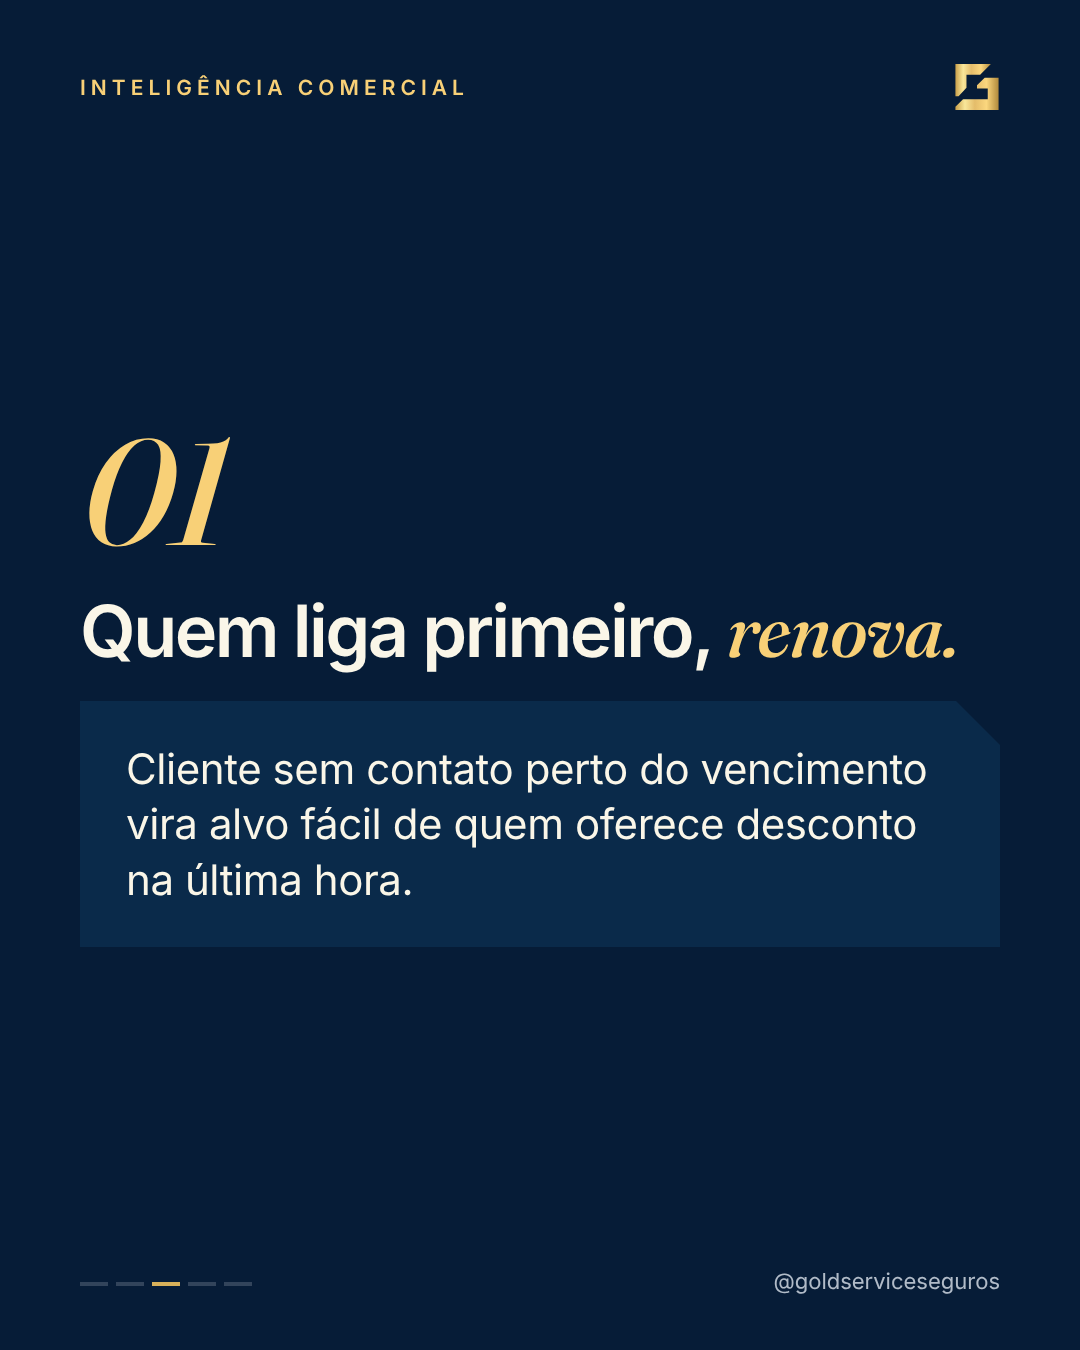 INTELIGÊNCIA COMERCIAL
01
Quem liga primeiro, renova.
Cliente sem contato perto do vencimento
vira alvo fácil de quem oferece desconto
na última hora.
@goldserviceseguros